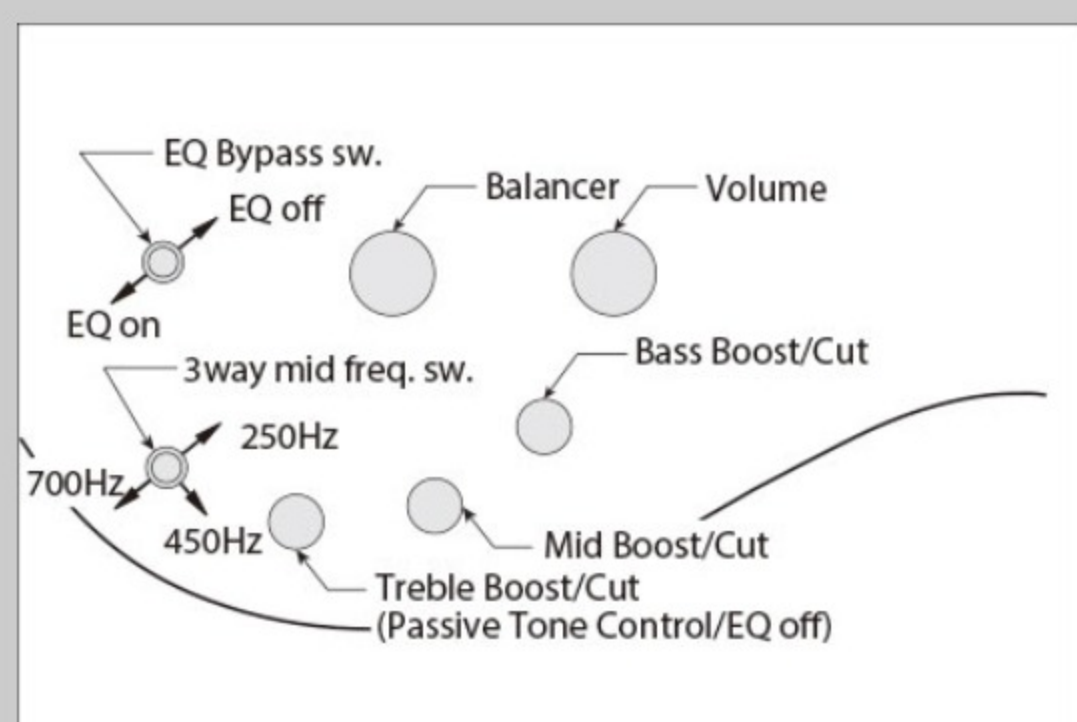 EQ Bypass sw.
Balancer
Volume
EQ off
EQ on
3way mid freq. sw.
Bass Boost/Cut
250Hz
700Hz
450Hz
Mid Boost/Cut
Treble Boost/Cut
(Passive Tone Control/EQ off)